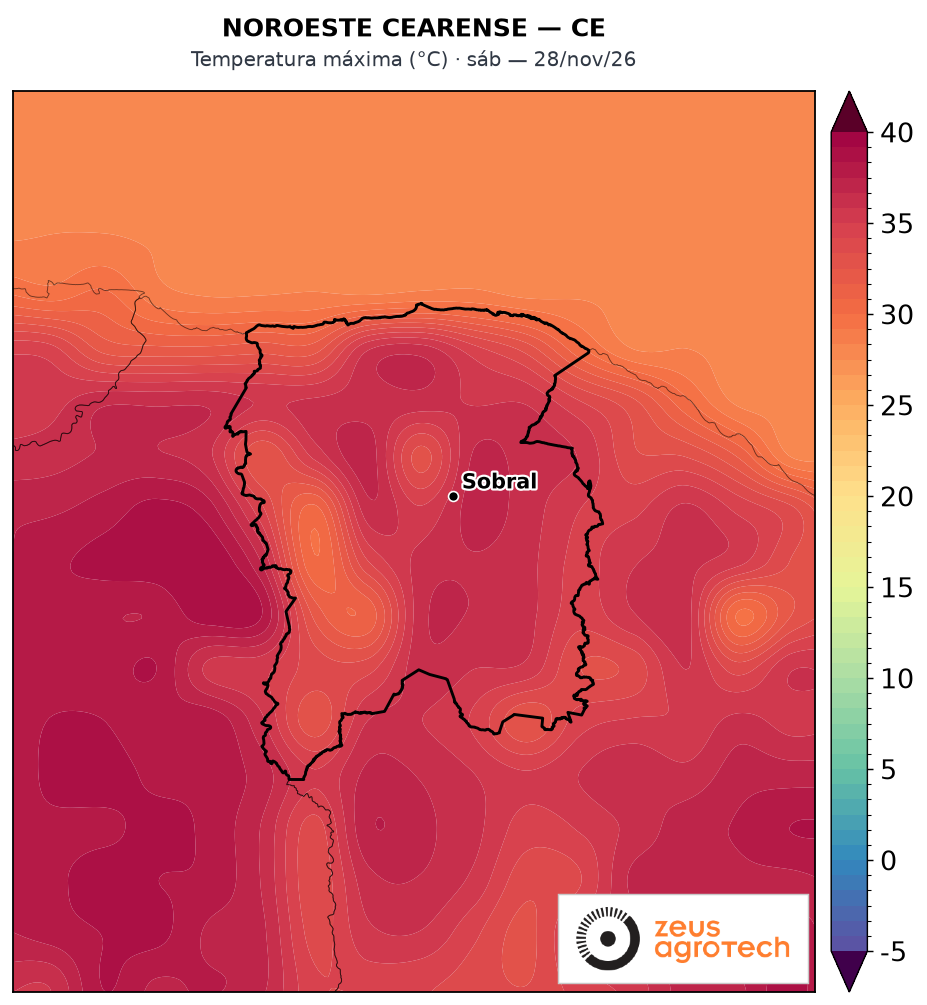 NOROESTE CEARENSE — CE
Temperatura máxima (°C) · sáb — 28/nov/26
40
35
30
25
20
15
10
5
0
-5
Sobral
zeus
agrotech